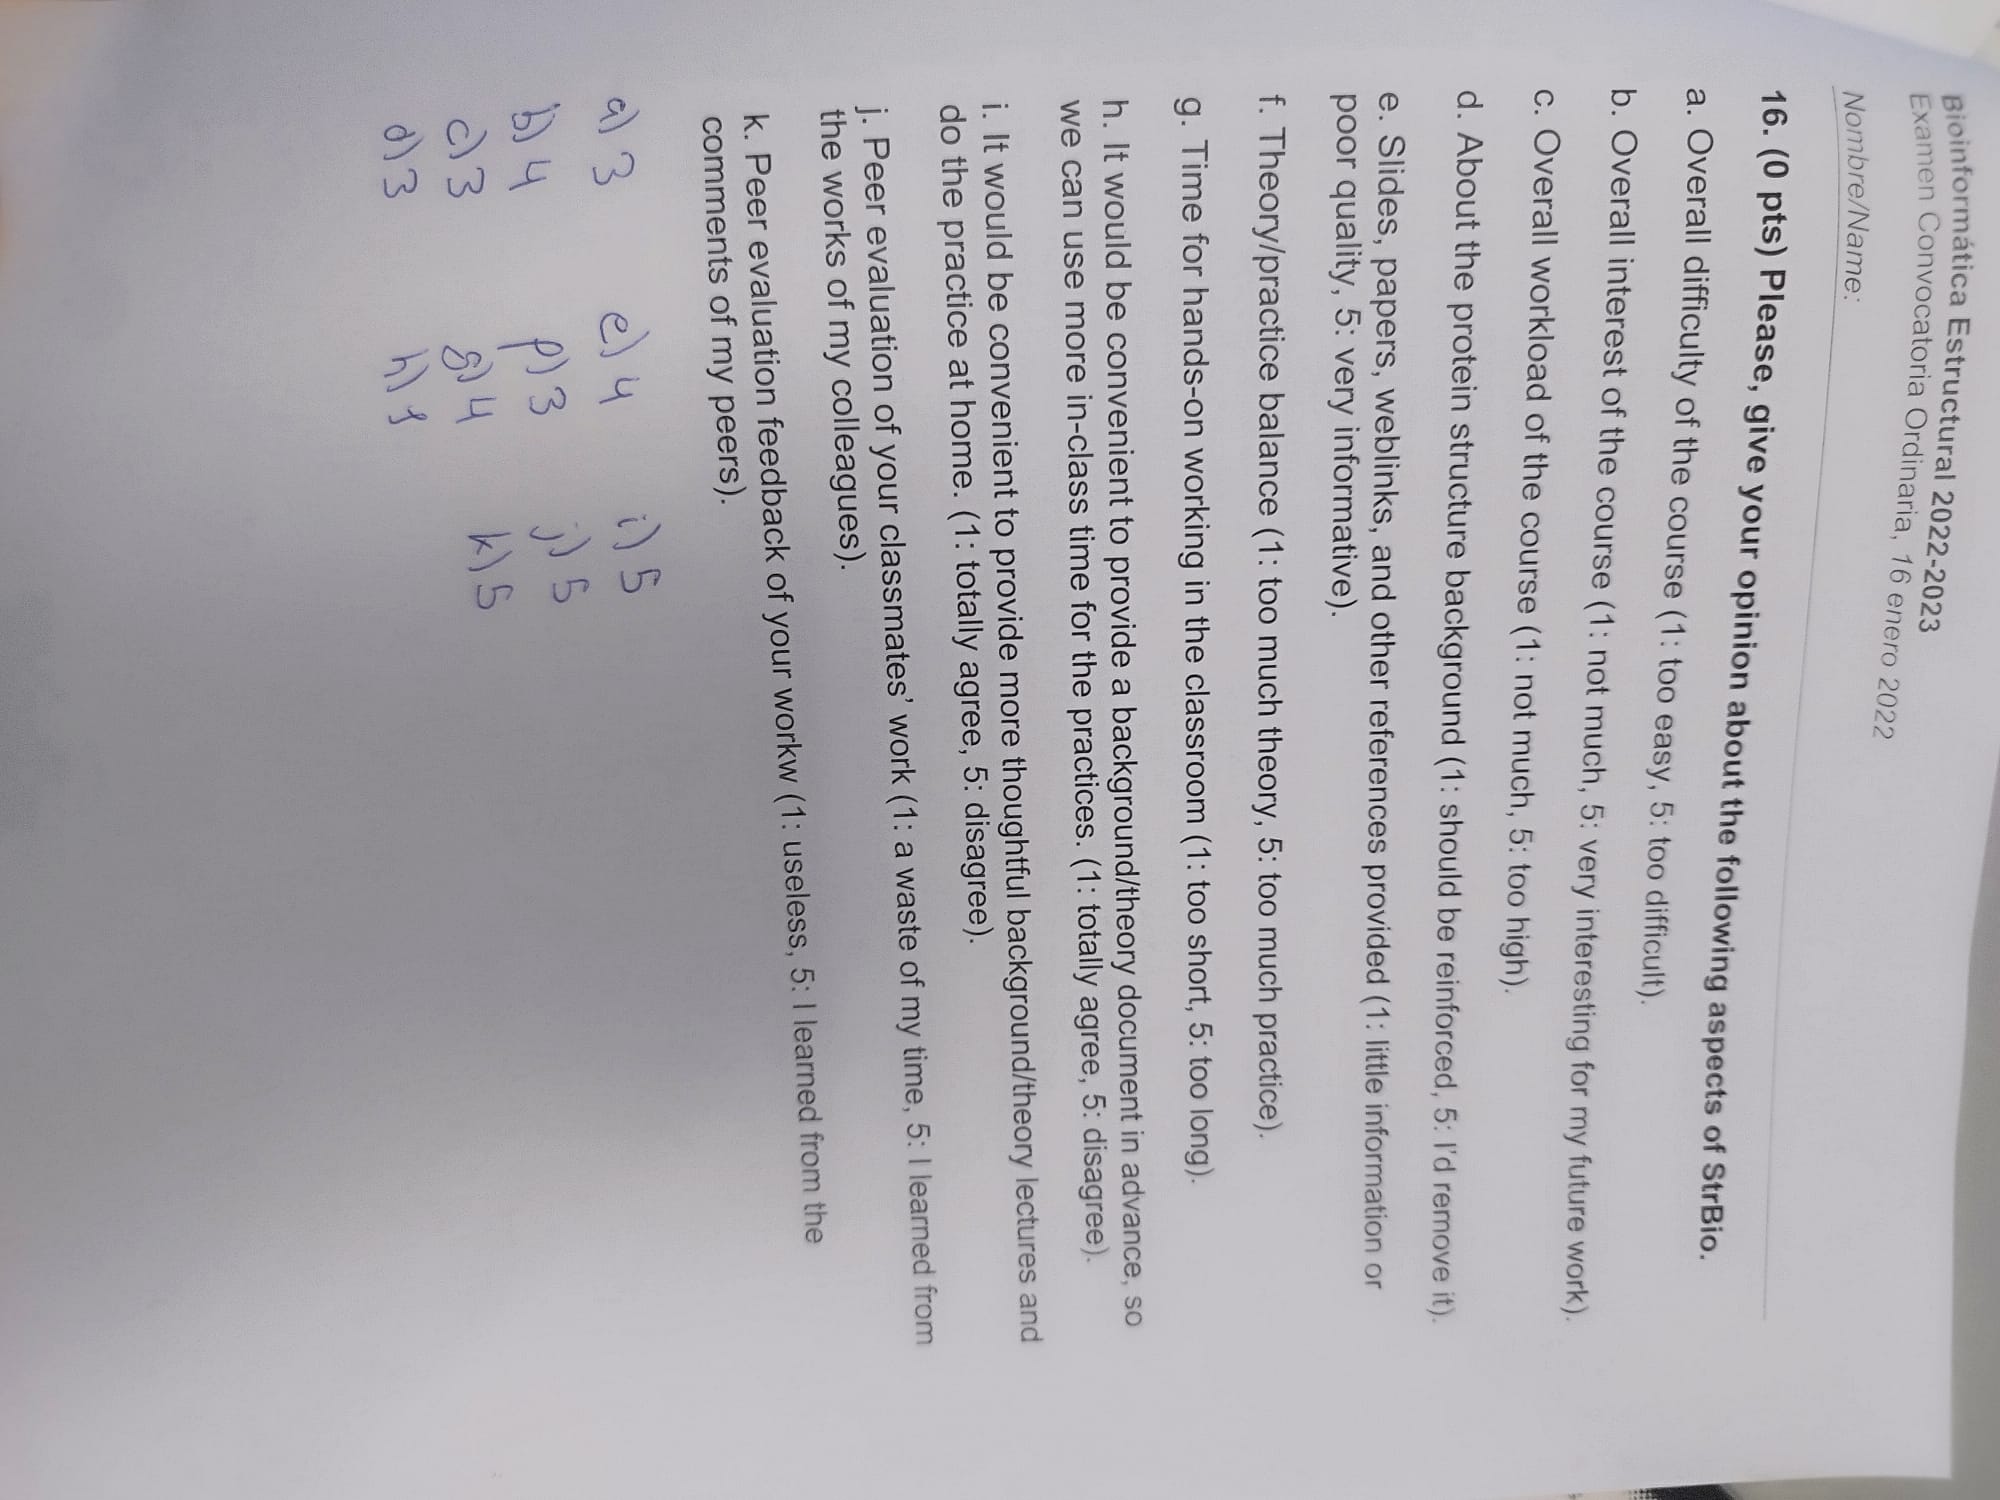 Bioinformática Estructural 2022-2023
Examen Convocatoria Ordinaria, 16 enero 2022
Nombre/Name:
16. (0 pts) Please, give your opinion about the following aspects of StrBio.
a. Overall difficulty of the course (1: too easy, 5: too difficult).
b. Overall interest of the course (1: not much, 5: very interesting for my future work).
c. Overall workload of the course (1: not much, 5: too high).
d. About the protein structure background (1: should be reinforced, 5: I'd remove it).
e. Slides, papers, weblinks, and other references provided (1: little information or
poor quality, 5: very informative).
f. Theory/practice balance (1: too much theory, 5: too much practice).
g. Time for hands-on working in the classroom (1: too short, 5: too long).
h. It would be convenient to provide a background/theory document in advance, so
we can use more in-class time for the practices. (1: totally agree, 5: disagree).
i. It would be convenient to provide more thoughtful background/theory lectures and
do the practice at home. (1: totally agree, 5: disagree).
j. Peer evaluation of your classmates' work (1: a waste of my time, 5: I learned from
the works of my colleagues).
k. Peer evaluation feedback of your workw (1: useless, 5: I learned from the
comments of my peers).
a) 3 e) 4 i) 5
b) 4 f) 3 j) 5
c) 3 g) 4 k) 5
d) 3 h) 1